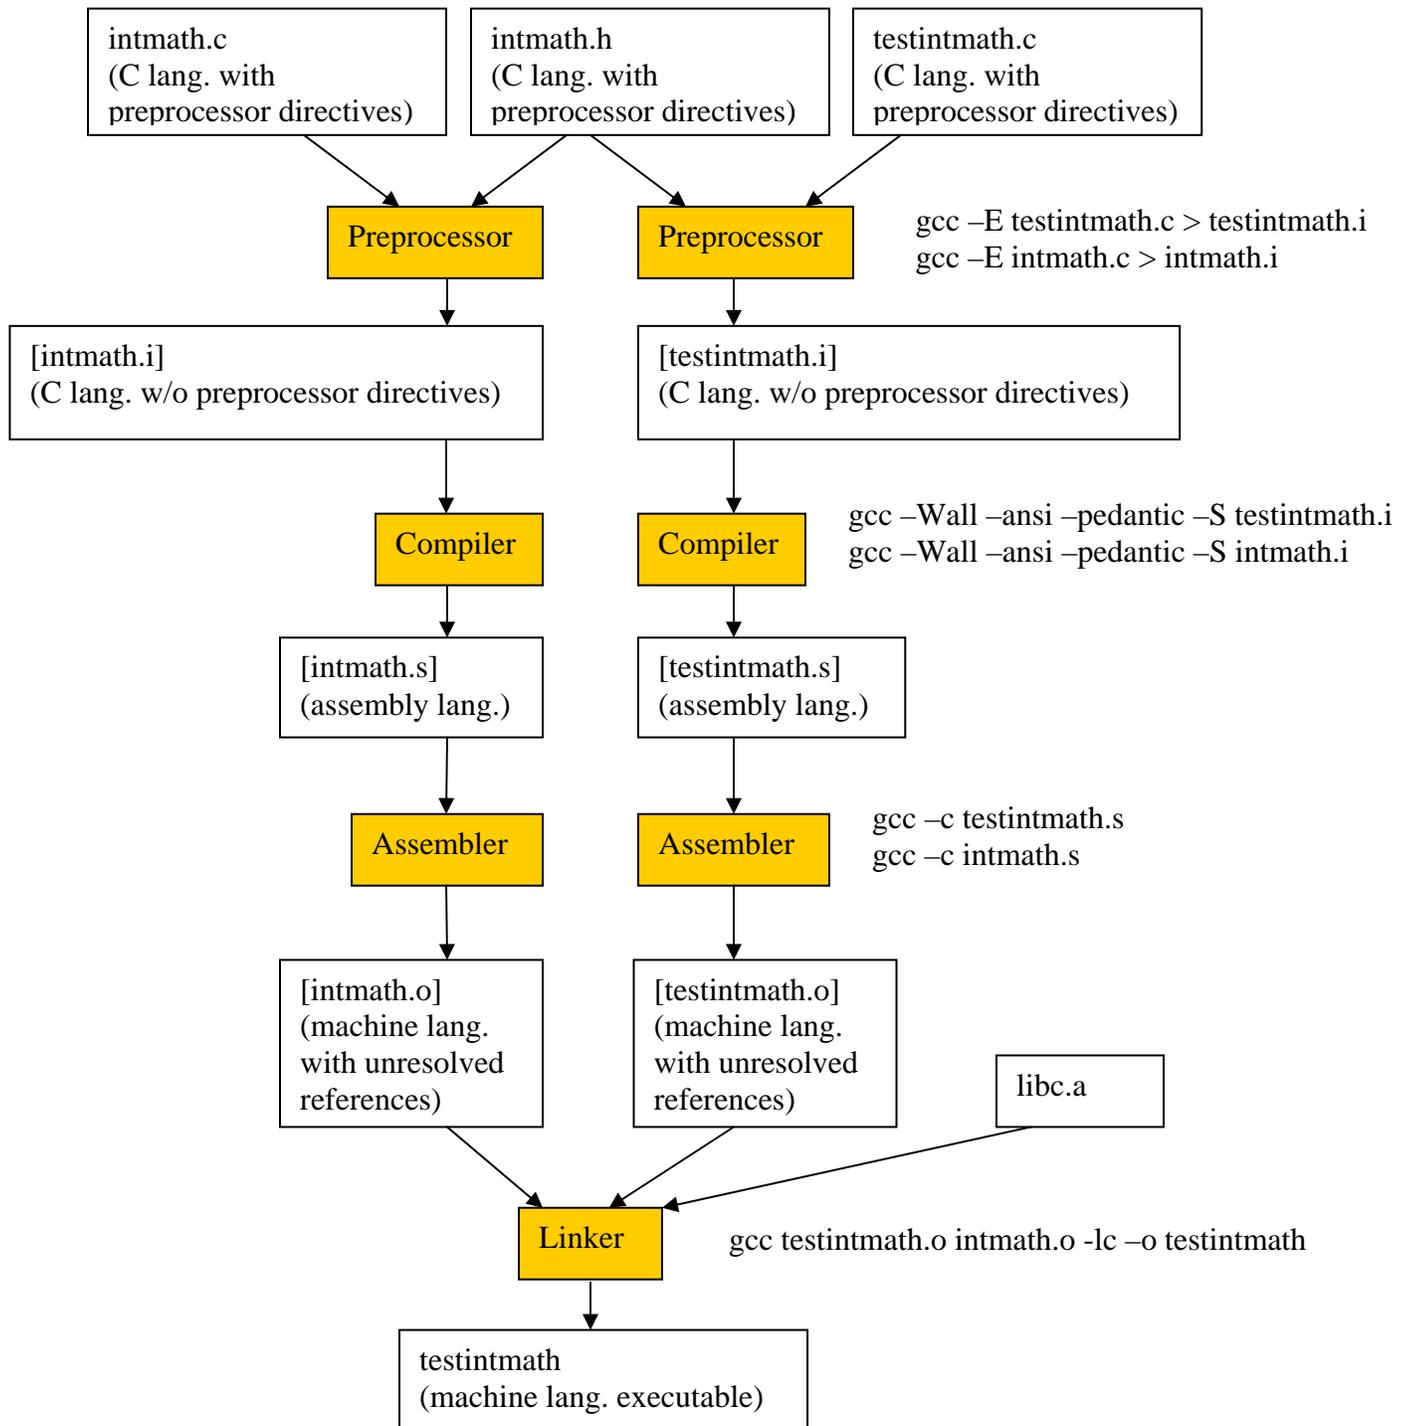 intmath.c
(C lang. with
preprocessor directives)
intmath.h
(C lang. with
preprocessor directives)
testintmath.c
(C lang. with
preprocessor directives)
Preprocessor
Preprocessor
gcc –E testintmath.c > testintmath.i
gcc –E intmath.c > intmath.i
[intmath.i]
(C lang. w/o preprocessor directives)
[testintmath.i]
(C lang. w/o preprocessor directives)
Compiler
Compiler
gcc –Wall –ansi –pedantic –S testintmath.i
gcc –Wall –ansi –pedantic –S intmath.i
[intmath.s]
(assembly lang.)
[testintmath.s]
(assembly lang.)
Assembler
Assembler
gcc –c testintmath.s
gcc –c intmath.s
[intmath.o]
(machine lang.
with unresolved
references)
[testintmath.o]
(machine lang.
with unresolved
references)
libc.a
Linker
gcc testintmath.o intmath.o -lc –o testintmath
testintmath
(machine lang. executable)